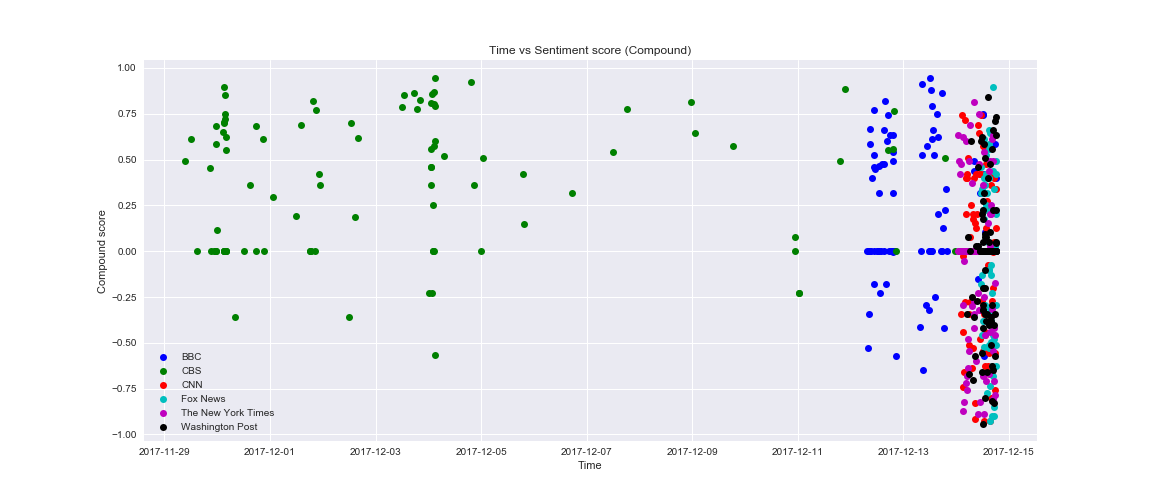 Time vs Sentiment score (Compound)
1.00
0.75
0.50
0.25
0.00
−0.25
−0.50
−0.75
−1.00
Compound score
BBC
CBS
CNN
Fox News
The New York Times
Washington Post
2017-11-29 2017-12-01 2017-12-03 2017-12-05 2017-12-07 2017-12-09 2017-12-11 2017-12-13 2017-12-15
Time